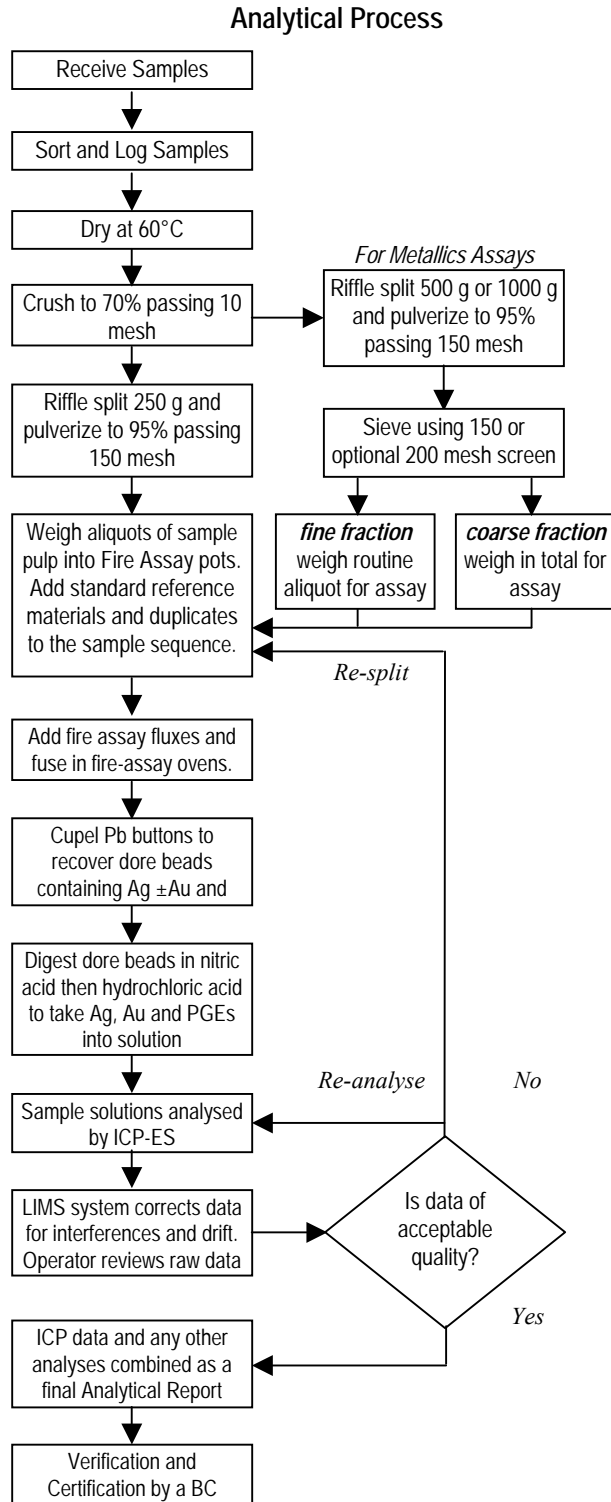 Analytical Process
Receive Samples
Sort and Log Samples
Dry at 60°C
Crush to 70% passing 10
mesh
For Metallics Assays
Riffle split 500 g or 1000 g
and pulverize to 95%
passing 150 mesh
Riffle split 250 g and
pulverize to 95% passing
150 mesh
Sieve using 150 or
optional 200 mesh screen
Weigh aliquots of sample
pulp into Fire Assay pots.
Add standard reference
materials and duplicates
to the sample sequence.
fine fraction
weigh routine
aliquot for assay
coarse fraction
weigh in total for
assay
Re-split
Add fire assay fluxes and
fuse in fire-assay ovens.
Cupel Pb buttons to
recover dore beads
containing Ag ±Au and
Digest dore beads in nitric
acid then hydrochloric acid
to take Ag, Au and PGEs
into solution
Re-analyse
No
Sample solutions analysed
by ICP-ES
LIMS system corrects data
for interferences and drift.
Operator reviews raw data
Is data of
acceptable
quality?
Yes
ICP data and any other
analyses combined as a
final Analytical Report
Verification and
Certification by a BC